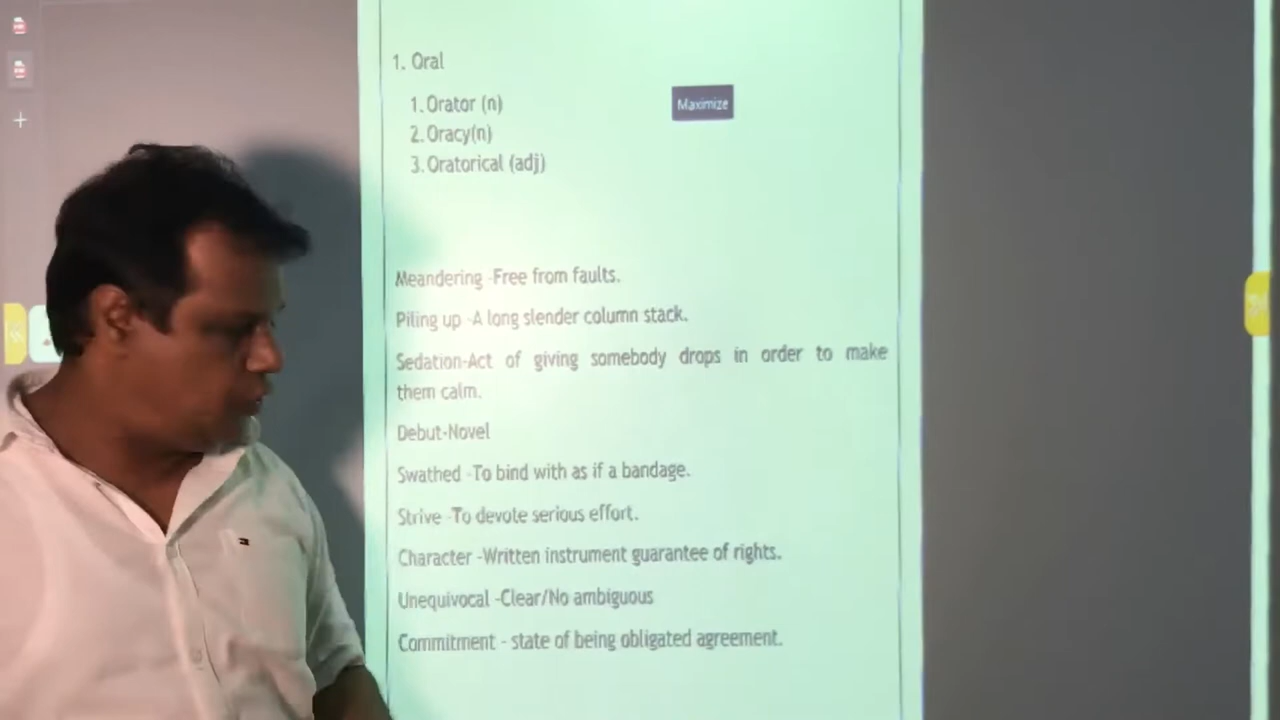 1. Oral
1. Orator (n)
Maximize
2. Oracy(n)
3. Oratorical (adj)
Meandering -Free from faults.
Piling up -A long slender column stack.
Sedation-Act of giving somebody drops in order to make
them calm.
Debut-Novel
Swathed -To bind with as if a bandage.
Strive -To devote serious effort.
Character -Written instrument guarantee of rights.
Unequivocal -Clear/No ambiguous
Commitment - state of being obligated agreement.